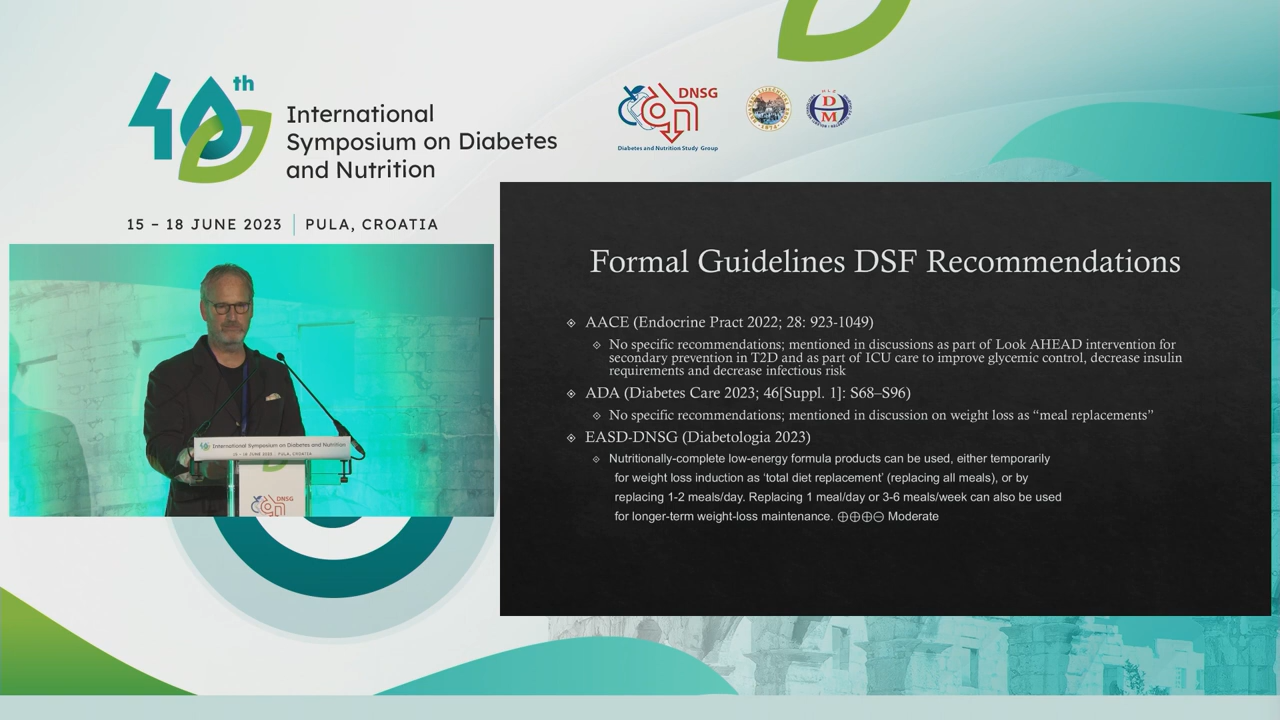 40th
International
Symposium on Diabetes
and Nutrition
15 – 18 JUNE 2023 | PULA, CROATIA
DNSG
Diabetes and Nutrition Study Group
D
M
International Symposium on Diabetes and Nutrition
15 - 18 JUNE 2023 | PULA, CROATIA
DNSG
Formal Guidelines DSF Recommendations
AACE (Endocrine Pract 2022; 28: 923-1049)
No specific recommendations; mentioned in discussions as part of Look AHEAD intervention for
secondary prevention in T2D and as part of ICU care to improve glycemic control, decrease insulin
requirements and decrease infectious risk
ADA (Diabetes Care 2023; 46[Suppl. 1]: S68–S96)
No specific recommendations; mentioned in discussion on weight loss as “meal replacements”
EASD-DNSG (Diabetologia 2023)
Nutritionally-complete low-energy formula products can be used, either temporarily
for weight loss induction as ‘total diet replacement’ (replacing all meals), or by
replacing 1-2 meals/day. Replacing 1 meal/day or 3-6 meals/week can also be used
for longer-term weight-loss maintenance. ⊕⊕⊕⊖ Moderate